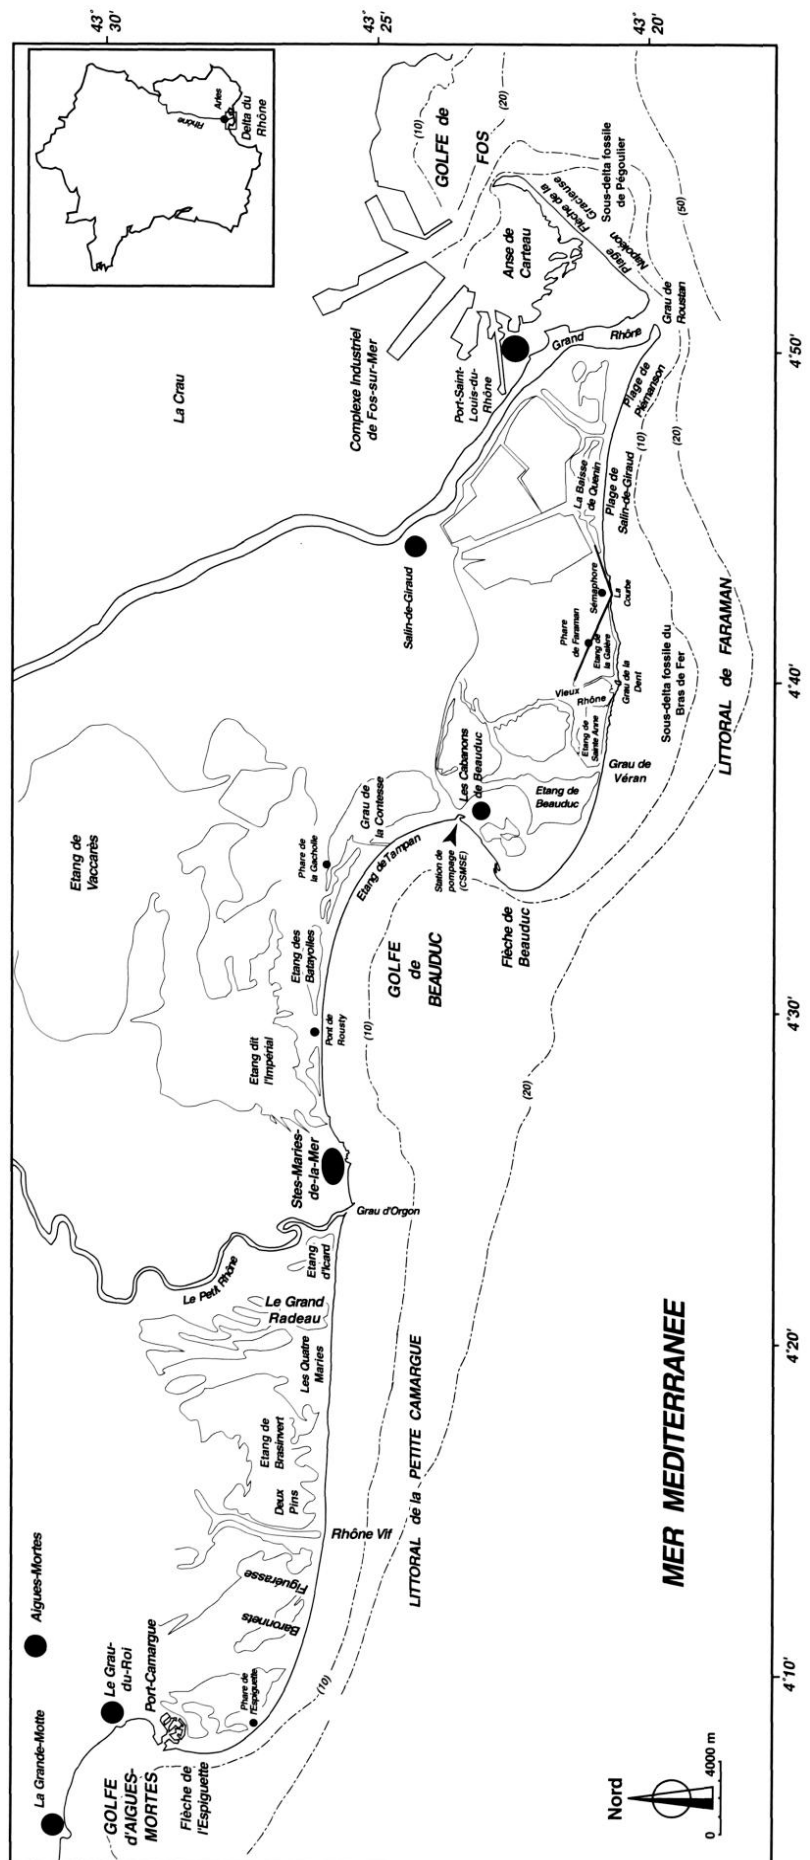 43° 30'
43° 25'
43° 20'
Rhône
Arles
Delta du
Rhône
La Crau
Complexe Industriel
de Fos-sur-Mer
GOLFE de
FOS
(10)
(20)
Port-Saint-
Louis-du-
Rhône
Anse de
Carteau
Flèche de la
Gracieuse
Plage
Napoléon
Sous-delta fossile
de Pégoulier
(50)
Grand
Rhône
Grau de
Roustan
4°50'
Plage de
Piémanson
(10)
(20)
Salin-de-Giraud
La Baisse
de Quenin
Plage de
Salin-de-Giraud
Sémaphore
La
Courbe
Phare
de Faraman
Etang de
la Galère
Vieux
Rhône
Grau de la
Dent
Sous-delta fossile du
Bras de Fer
LITTORAL de FARAMAN
4°40'
Etang de
Vaccarès
Phare de
la Gacholle
Grau de
la Comtesse
Les Cabanons
de Beauduc
Etang de
Sainte Anne
Etang de
Beauduc
Grau de
Véran
Etang de Tampan
Station de
pompage
(CSMSE)
Etang des
Batayolles
GOLFE
de
BEAUDUC
Flèche de
Beauduc
Etang dit
l'Impérial
Pont de
Rousty
(10)
4°30'
(20)
Stes-Maries-
de-la-Mer
Grau d'Orgon
Le Petit Rhône
Etang
d'Icard
Le Grand
Radeau
Les Quatre
Maries
LITTORAL de la PETITE CAMARGUE
4°20'
MER MEDITERRANEE
Etang de
Brasinvert
Deux
Pins
Rhône Vif
Figuérasse
Baronnets
Aigues-Mortes
Le Grau-
du-Roi
Port-Camargue
Phare de
l'Espiguette
(10)
4°10'
La Grande-Motte
GOLFE
d'AIGUES-
MORTES
Flèche de
l'Espiguette
Nord
0 4000 m